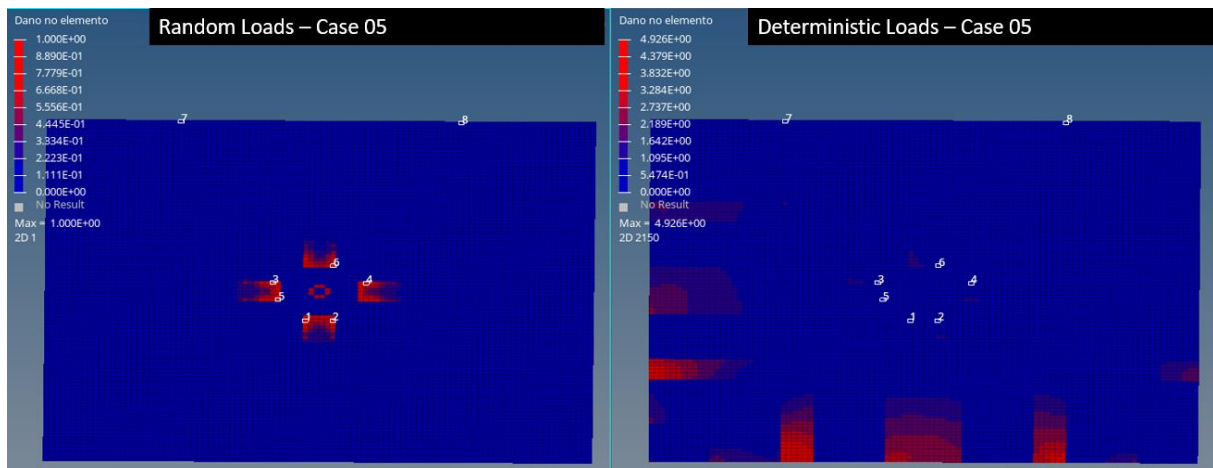 Dano no elemento
Random Loads – Case 05
1.000E+00
8.890E-01
7.779E-01
6.668E-01
5.556E-01
4.445E-01
3.334E-01
2.223E-01
1.111E-01
0.000E+00
No Result
Max = 1.000E+00
2D 1
7
8
6
3
4
5
1
2
Dano no elemento
Deterministic Loads – Case 05
4.926E+00
4.379E+00
3.832E+00
3.284E+00
2.737E+00
2.189E+00
1.642E+00
1.095E+00
5.474E-01
0.000E+00
No Result
Max = 4.926E+00
2D 2150
7
8
6
3
4
5
1
2